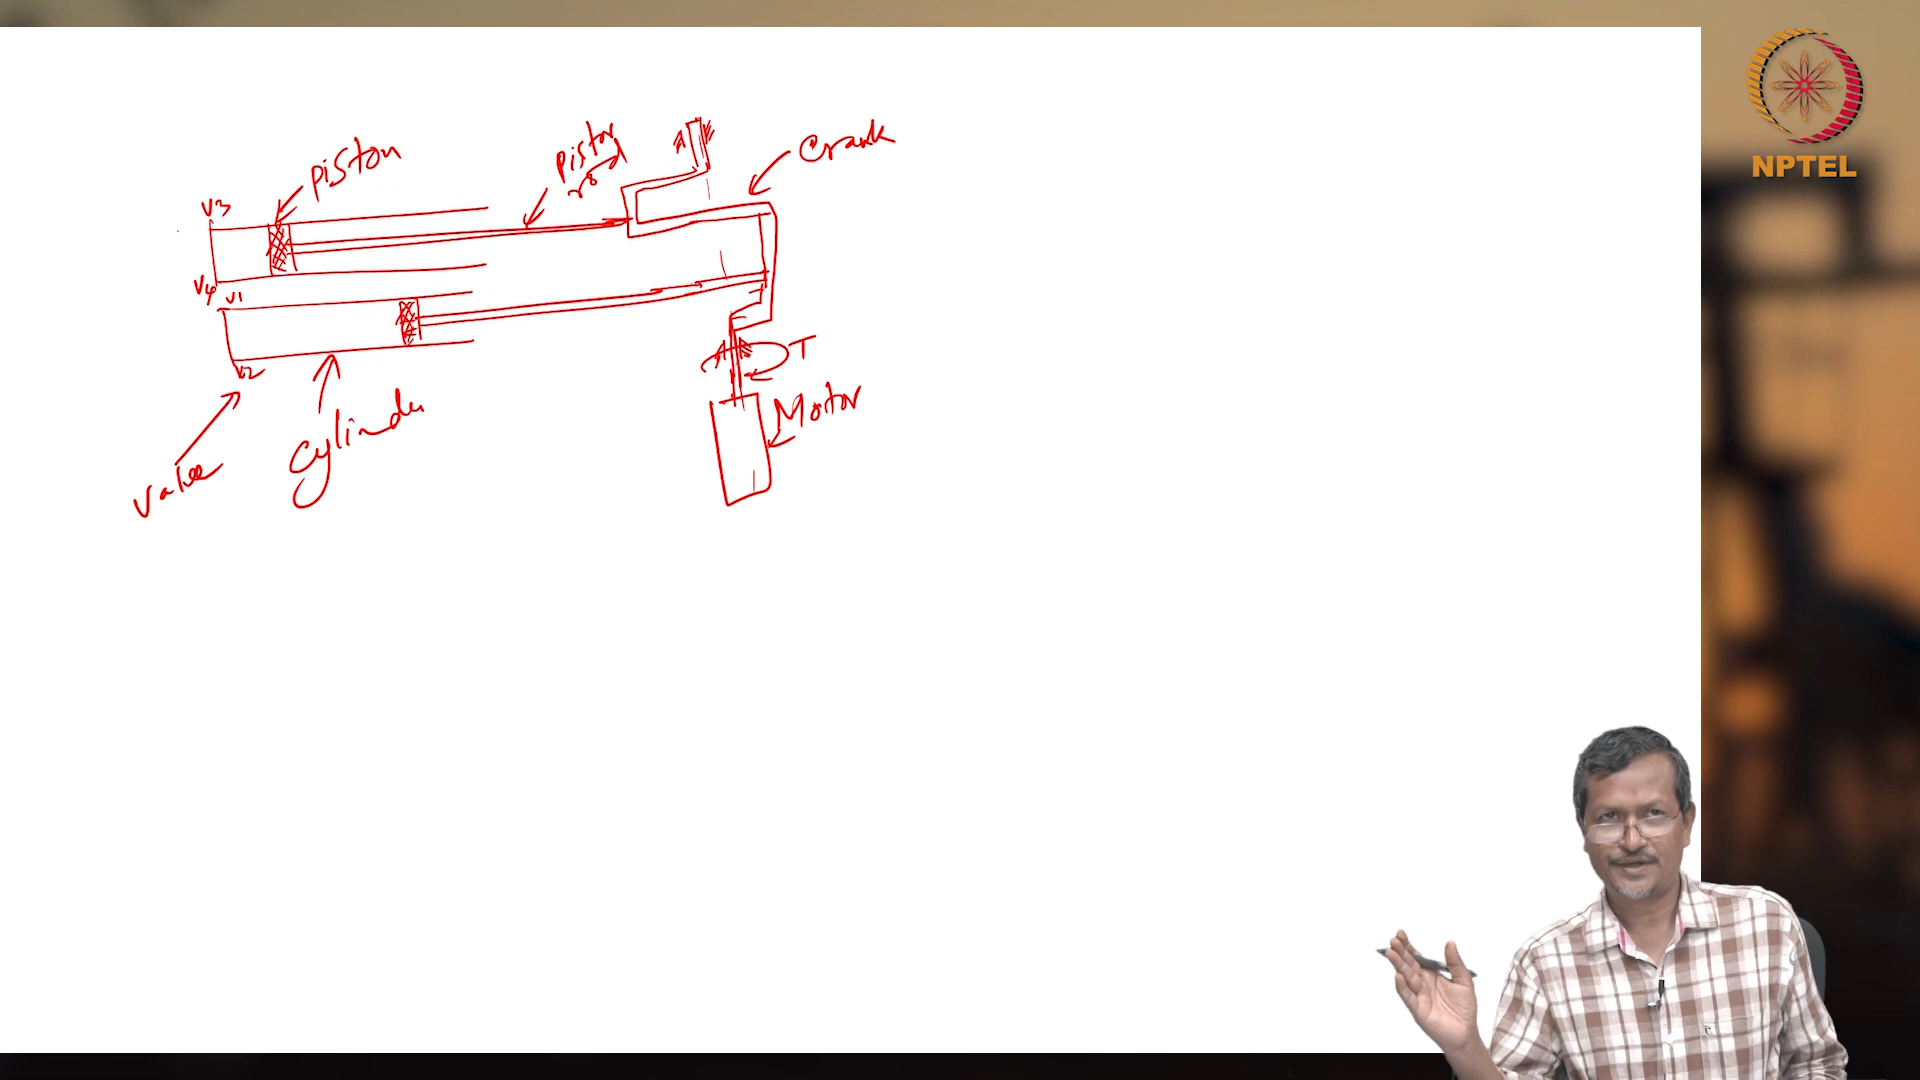 NPTEL
Piston
Piston
rod
Crank
V3
V4
V1
V2
T
Motor
Cylinder
Valve